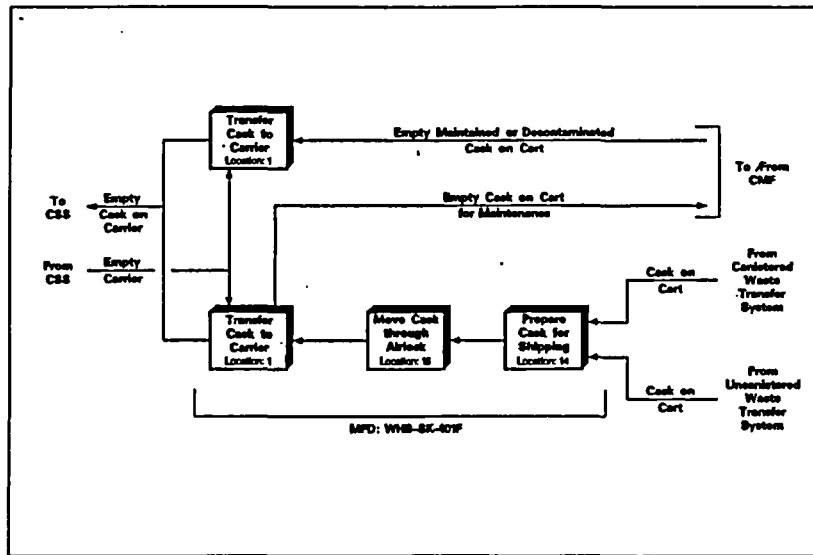 Transfer
Cask to
Carrier
Location: 1
Empty Maintained or Decontaminated
Cask on Cart
To /From
CMF
To
CSS
Empty
Cask on
Carrier
Empty Cask on Cart
for Maintenance
From
CSS
Empty
Carrier
Cask on
Cart
From
Canistered
Waste
Transfer
System
Transfer
Cask to
Carrier
Location: 1
Move Cask
through
Airlock
Location: 15
Prepare
Cask for
Shipping
Location: 14
Cask on
Cart
From
Uncanistered
Waste
Transfer
System
MFD: WHB-SK-101F